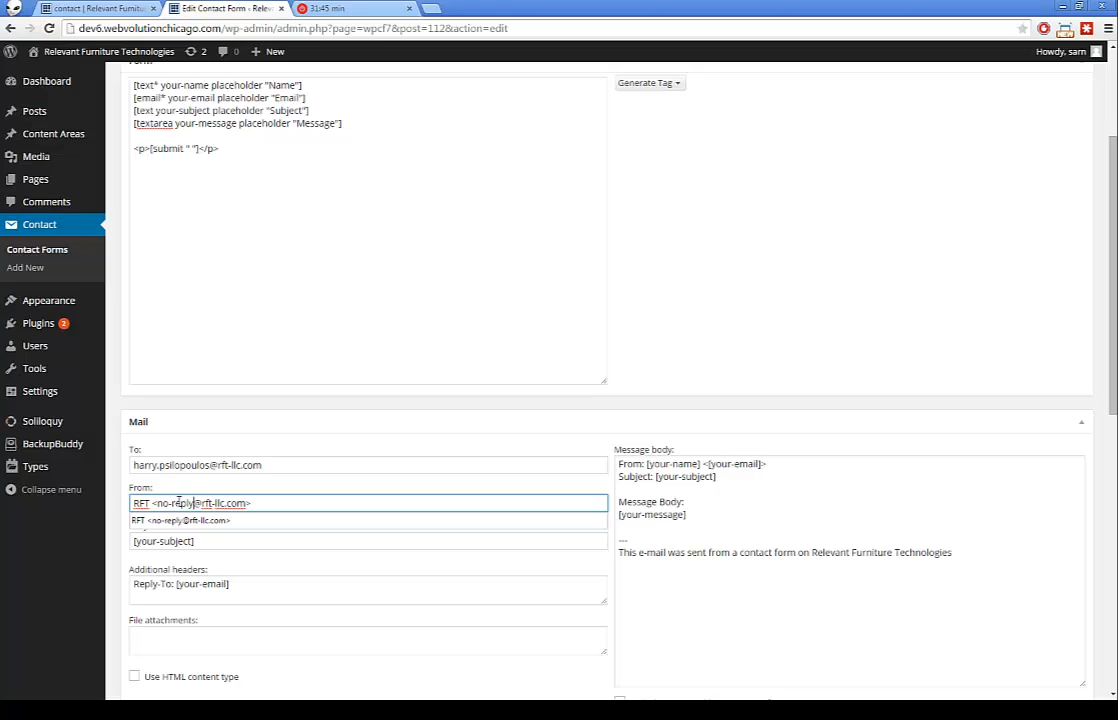 contact | Relevant Furnitu
Edit Contact Form ‹ Relev
31:45 min
dev6.webvolutionchicago.com/wp-admin/admin.php?page=wpcf7&post=112&action=edit
Relevant Furniture Technologies
2
0
New
Howdy, sam
Dashboard
Posts
Content Areas
Media
Pages
Comments
Contact
Contact Forms
Add New
Appearance
Plugins 2
Users
Tools
Settings
Soliloquy
BackupBuddy
Types
Collapse menu
Form
[text* your-name placeholder "Name"]
[email* your-email placeholder "Email"]
[text your-subject placeholder "Subject"]
[textarea your-message placeholder "Message"]
<p>[submit " "]</p>
Generate Tag
Mail
To:
harry.psilopoulos@rft-llc.com
From:
RFT <no-reply@rft-llc.com>
RFT <no-reply@rft-llc.com>
[your-subject]
Additional headers:
Reply-To: [your-email]
File attachments:
Use HTML content type
Message body:
From: [your-name] <[your-email]>
Subject: [your-subject]
Message Body:
[your-message]
---
This e-mail was sent from a contact form on Relevant Furniture Technologies